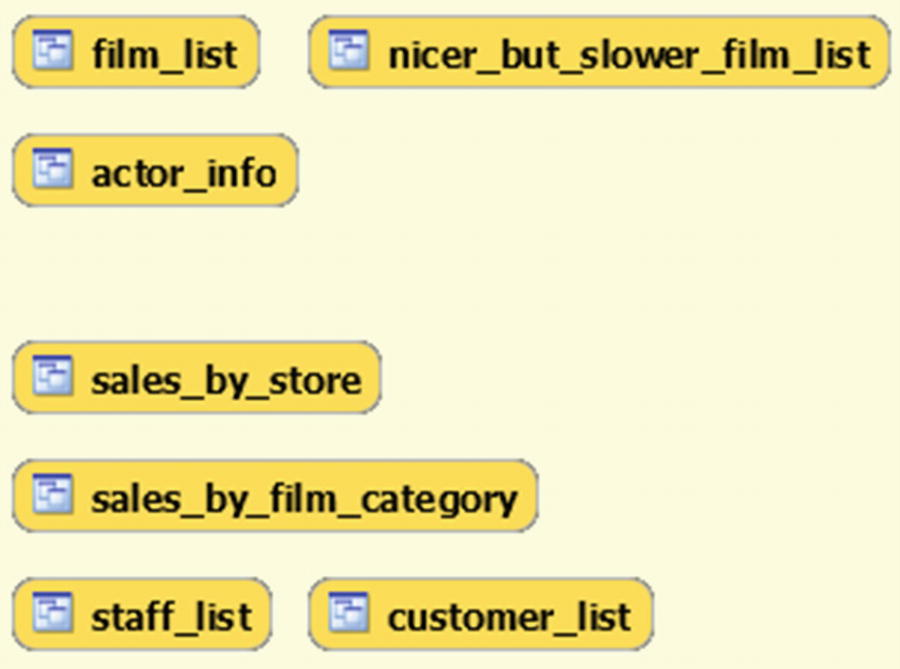 film_list nicer_but_slower_film_list
actor_info
sales_by_store
sales_by_film_category
staff_list customer_list